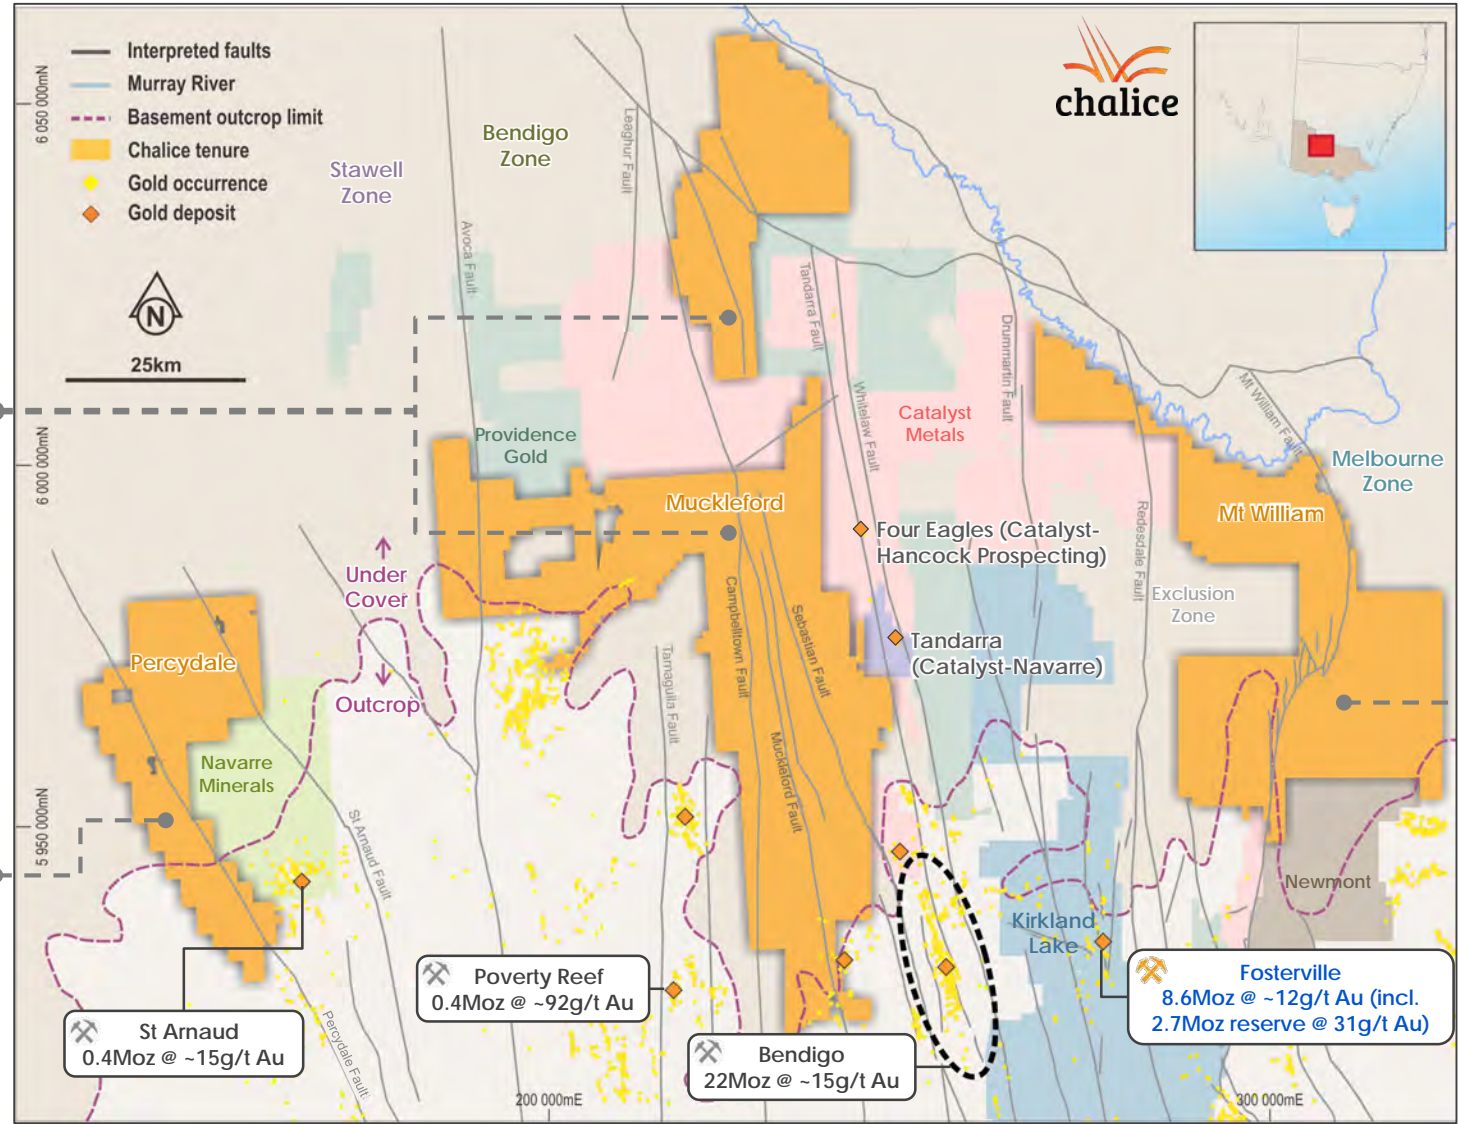 Interpreted faults
Murray River
Basement outcrop limit
Chalice tenure
Gold occurrence
Gold deposit
N
25km
chalice
6 050 000mN
6 000 000mN
5 950 000mN
200 000mE
300 000mE
Stawell
Zone
Bendigo
Zone
Melbourne
Zone
Leaghur Fault
Avoca Fault
Tandarra Fault
Whitelaw Fault
Drummartin Fault
Mt William Fault
Redesdale Fault
Providence
Gold
Catalyst
Metals
Muckleford
Mt William
Four Eagles (Catalyst-
Hancock Prospecting)
Exclusion
Zone
Under
Cover
Outcrop
Tandarra
(Catalyst-Navarre)
Campbelltown Fault
Sebastian Fault
Muckleford Fault
Tamaguila Fault
Percydale
Navarre
Minerals
St Arnaud Fault
Percydale Fault
Newmont
Kirkland
Lake
St Arnaud
0.4Moz @ ~15g/t Au
Poverty Reef
0.4Moz @ ~92g/t Au
Bendigo
22Moz @ ~15g/t Au
Fosterville
8.6Moz @ ~12g/t Au (incl.
2.7Moz reserve @ 31g/t Au)